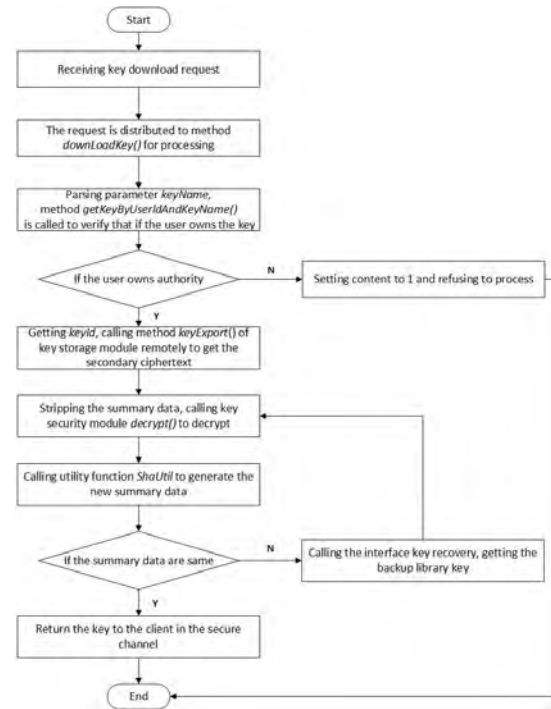 Start
Receiving key download request
The request is distributed to method
downLoadKey() for processing
Parsing parameter keyName,
method getKeyByUserIdAndKeyName()
is called to verify that if the user owns the key
If the user owns authority
N
Setting content to 1 and refusing to process
Y
Getting keyId, calling method keyExport() of
key storage module remotely to get the
secondary ciphertext
Stripping the summary data, calling key
security module decrypt() to decrypt
Calling utility function ShaUtil to generate the
new summary data
If the summary data are same
N
Calling the interface key recovery, getting the
backup library key
Y
Return the key to the client in the secure
channel
End